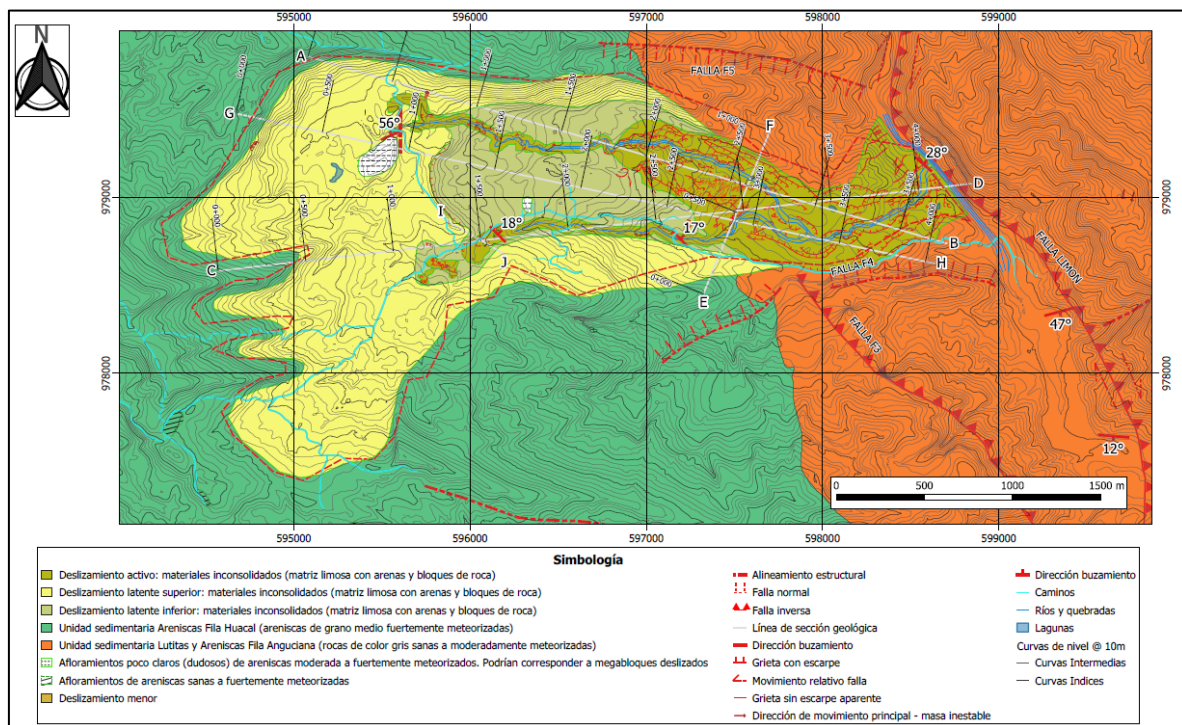 595000 596000 597000 598000 599000
N
A
FALLA F5
G
F
56°
28°
979000 979000
D
I
18°
17°
B
C
J
FALLA F4
H
E
FALLA LIMON
47°
FALLA F3
978000 978000
12°
0 500 1000 1500 m
595000 596000 597000 598000 599000
Simbología
Deslizamiento activo: materiales inconsolidados (matriz limosa con arenas y bloques de roca)
Deslizamiento latente superior: materiales inconsolidados (matriz limosa con arenas y bloques de roca)
Deslizamiento latente inferior: materiales inconsolidados (matriz limosa con arenas y bloques de roca)
Unidad sedimentaria Areniscas Fila Huacal (areniscas de grano medio fuertemente meteorizadas)
Unidad sedimentaria Lutitas y Areniscas Fila Anguciana (rocas de color gris sanas a moderadamente meteorizadas)
Afloramientos poco claros (dudosos) de areniscas moderada a fuertemente meteorizados. Podrían corresponder a megabloques deslizados
Afloramientos de areniscas sanas a fuertemente meteorizadas
Deslizamiento menor
Alineamiento estructural
Falla normal
Falla inversa
Línea de sección geológica
Dirección buzamiento
Grieta con escarpe
Movimiento relativo falla
Grieta sin escarpe aparente
Dirección de movimiento principal - masa inestable
Dirección buzamiento
Caminos
Ríos y quebradas
Lagunas
Curvas de nivel @ 10m
Curvas Intermedias
Curvas Indices